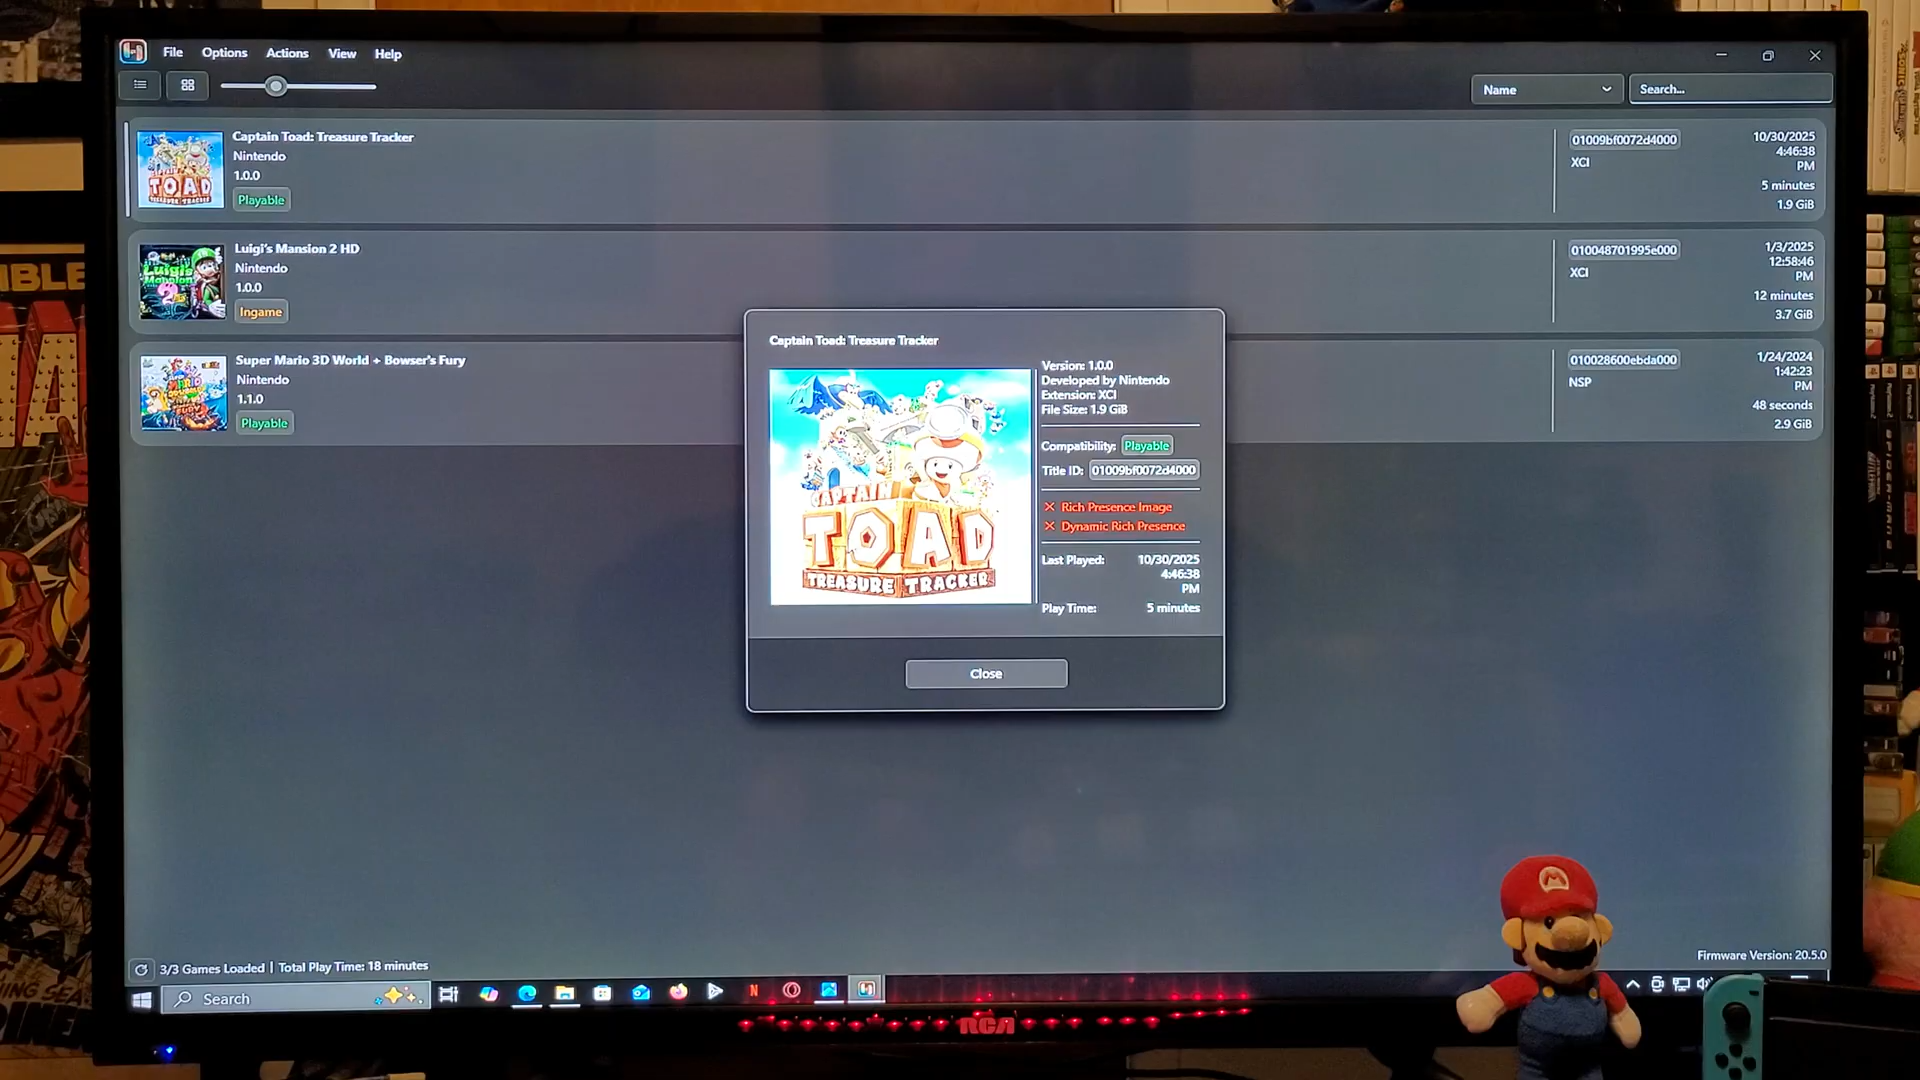 File Options Actions View Help
Name
Search...
Captain Toad: Treasure Tracker
Nintendo
1.0.0
Playable
01009bf0072d4000
XCI
10/30/2025
4:46:38
PM
5 minutes
1.9 GiB
CAPTAIN
TOAD
TREASURE TRACKER
Luigi's Mansion 2 HD
Nintendo
1.0.0
Ingame
010048701995e000
XCI
1/3/2025
12:58:46
PM
12 minutes
3.7 GiB
Luigi's
Mansion
2
Super Mario 3D World + Bowser's Fury
Nintendo
1.1.0
Playable
010028600ebda000
NSP
1/24/2024
1:42:23
PM
48 seconds
2.9 GiB
Captain Toad: Treasure Tracker
CAPTAIN
TOAD
TREASURE TRACKER
Version: 1.0.0
Developed by Nintendo
Extension: XCI
File Size: 1.9 GiB
Compatibility: Playable
Title ID: 01009bf0072d4000
Rich Presence Image
Dynamic Rich Presence
Last Played: 10/30/2025
4:46:38
PM
Play Time: 5 minutes
Close
3/3 Games Loaded | Total Play Time: 18 minutes
Firmware Version: 20.5.0
Search
RCA
M